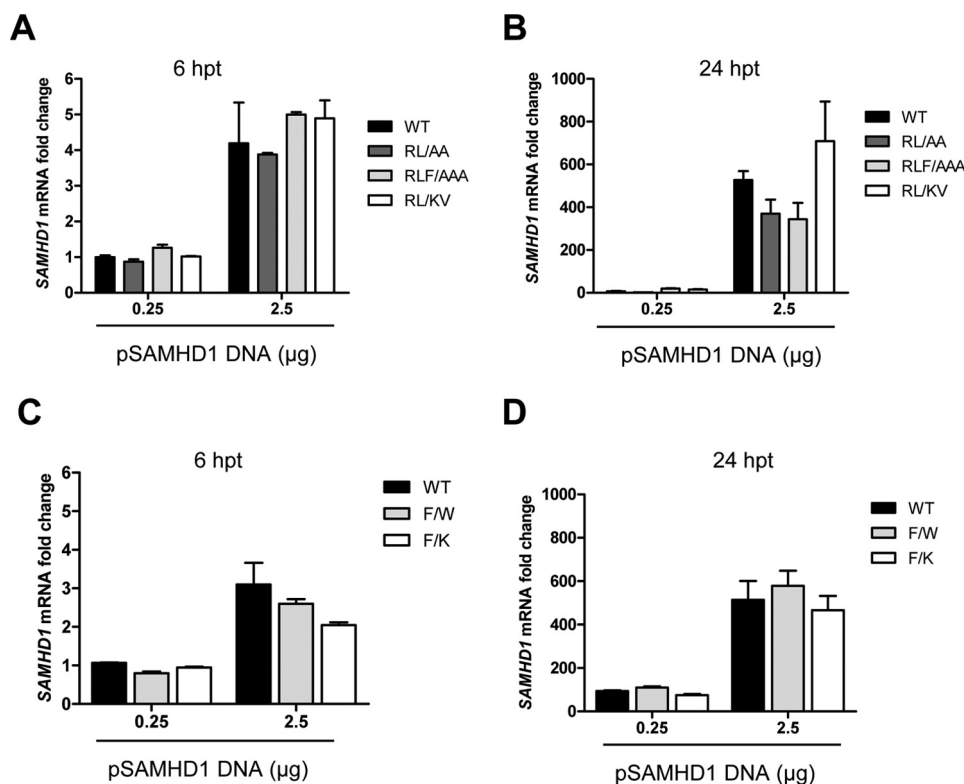 A
6 hpt
SAMHD1 mRNA fold change
6
5
4
3
2
1
0
0.25
2.5
pSAMHD1 DNA (µg)
WT
RL/AA
RLF/AAA
RL/KV
B
24 hpt
SAMHD1 mRNA fold change
1000
800
600
400
200
0
0.25
2.5
pSAMHD1 DNA (µg)
WT
RL/AA
RLF/AAA
RL/KV
C
6 hpt
SAMHD1 mRNA fold change
6
5
4
3
2
1
0
0.25
2.5
pSAMHD1 DNA (µg)
WT
F/W
F/K
D
24 hpt
SAMHD1 mRNA fold change
1000
800
600
400
200
0
0.25
2.5
pSAMHD1 DNA (µg)
WT
F/W
F/K